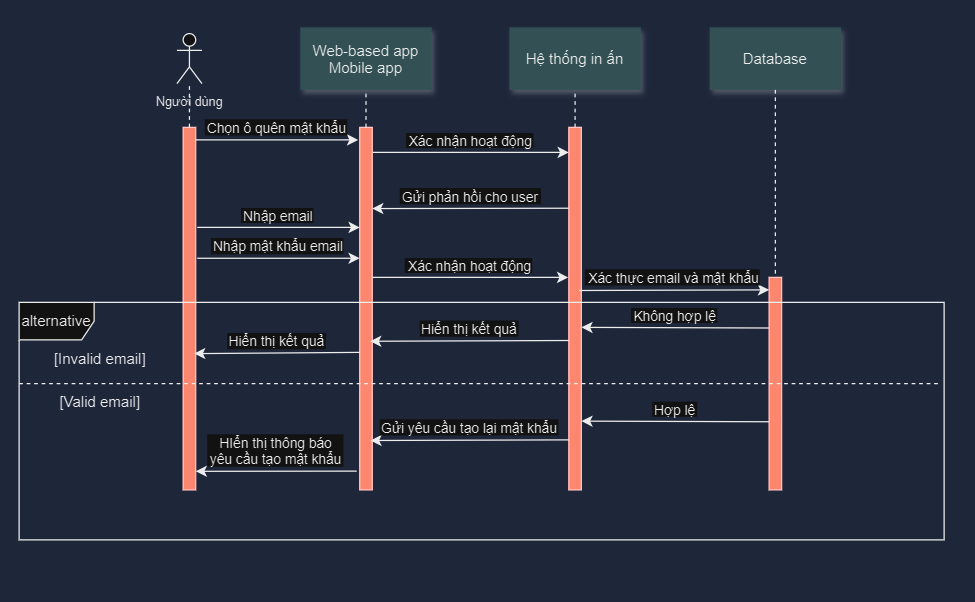 Web-based app
Mobile app
Hệ thống in ấn
Database
Người dùng
Chọn ô quên mật khẩu
Xác nhận hoạt động
Gửi phản hồi cho user
Nhập email
Nhập mật khẩu email
Xác nhận hoạt động
Xác thực email và mật khẩu
alternative
Không hợp lệ
Hiển thị kết quả
Hiển thị kết quả
[Invalid email]
[Valid email]
Hợp lệ
Gửi yêu cầu tạo lại mật khẩu
HIển thị thông báo
yêu cầu tạo mật khẩu